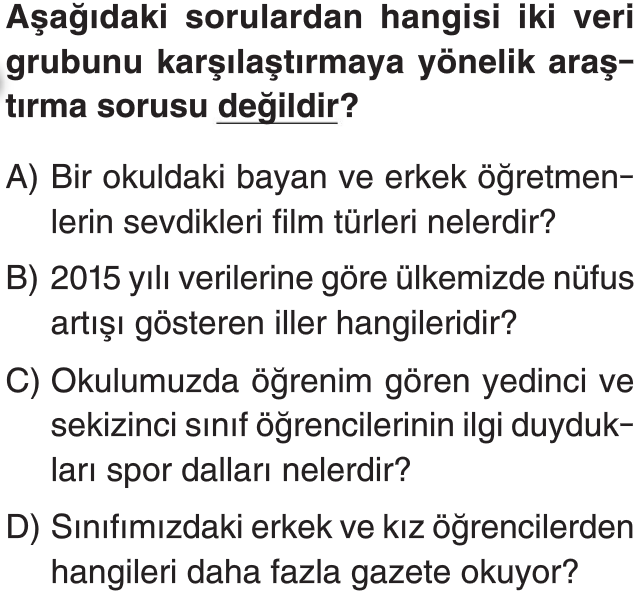 Aşağıdaki sorulardan hangisi iki veri
grubunu karşılaştırmaya yönelik araş-
tırma sorusu değildir?
A) Bir okuldaki bayan ve erkek öğretmen-
lerin sevdikleri film türleri nelerdir?
B) 2015 yılı verilerine göre ülkemizde nüfus
artışı gösteren iller hangileridir?
C) Okulumuzda öğrenim gören yedinci ve
sekizinci sınıf öğrencilerinin ilgi duyduk-
ları spor dalları nelerdir?
D) Sınıfımızdaki erkek ve kız öğrencilerden
hangileri daha fazla gazete okuyor?